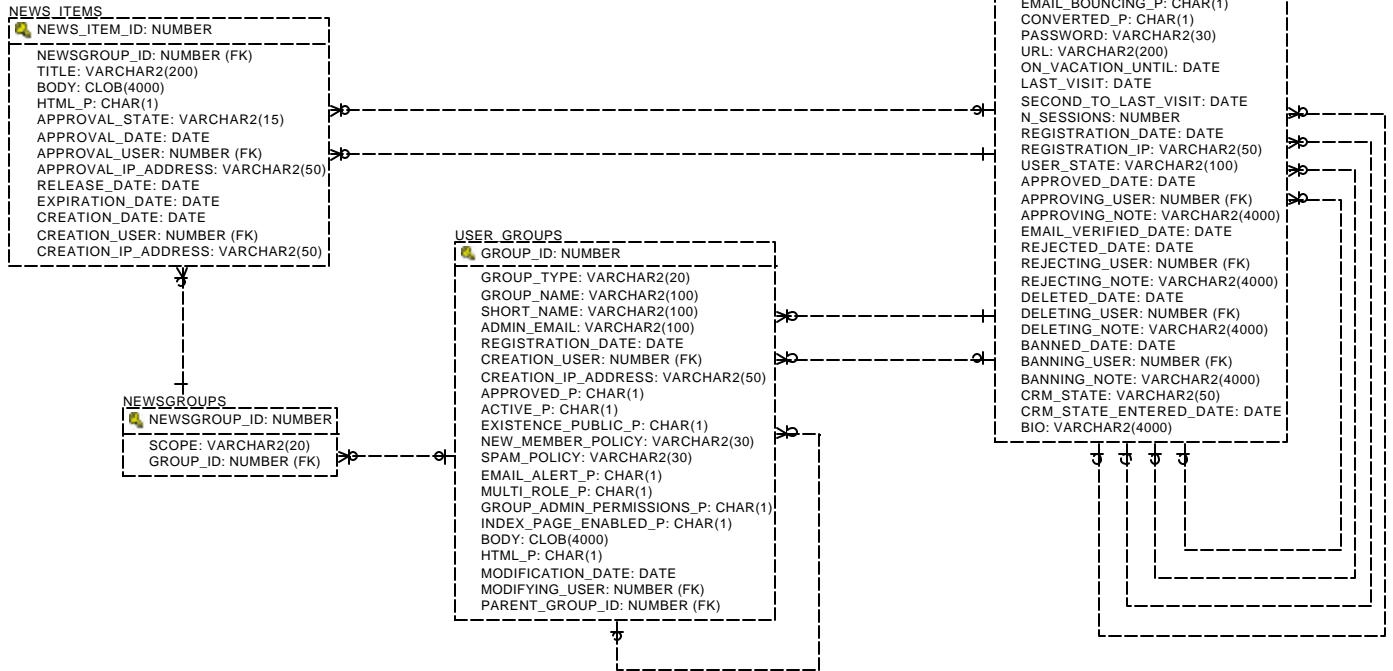 NEWS_ITEMS
NEWS_ITEM_ID: NUMBER
NEWSGROUP_ID: NUMBER (FK)
TITLE: VARCHAR2(200)
BODY: CLOB(4000)
HTML_P: CHAR(1)
APPROVAL_STATE: VARCHAR2(15)
APPROVAL_DATE: DATE
APPROVAL_USER: NUMBER (FK)
APPROVAL_IP_ADDRESS: VARCHAR2(50)
RELEASE_DATE: DATE
EXPIRATION_DATE: DATE
CREATION_DATE: DATE
CREATION_USER: NUMBER (FK)
CREATION_IP_ADDRESS: VARCHAR2(50)
NEWSGROUPS
NEWSGROUP_ID: NUMBER
SCOPE: VARCHAR2(20)
GROUP_ID: NUMBER (FK)
USER_GROUPS
GROUP_ID: NUMBER
GROUP_TYPE: VARCHAR2(20)
GROUP_NAME: VARCHAR2(100)
SHORT_NAME: VARCHAR2(100)
ADMIN_EMAIL: VARCHAR2(100)
REGISTRATION_DATE: DATE
CREATION_USER: NUMBER (FK)
CREATION_IP_ADDRESS: VARCHAR2(50)
APPROVED_P: CHAR(1)
ACTIVE_P: CHAR(1)
EXISTENCE_PUBLIC_P: CHAR(1)
NEW_MEMBER_POLICY: VARCHAR2(30)
SPAM_POLICY: VARCHAR2(30)
EMAIL_ALERT_P: CHAR(1)
MULTI_ROLE_P: CHAR(1)
GROUP_ADMIN_PERMISSIONS_P: CHAR(1)
INDEX_PAGE_ENABLED_P: CHAR(1)
BODY: CLOB(4000)
HTML_P: CHAR(1)
MODIFICATION_DATE: DATE
MODIFYING_USER: NUMBER (FK)
PARENT_GROUP_ID: NUMBER (FK)
EMAIL_BOUNCING_P: CHAR(1)
CONVERTED_P: CHAR(1)
PASSWORD: VARCHAR2(30)
URL: VARCHAR2(200)
ON_VACATION_UNTIL: DATE
LAST_VISIT: DATE
SECOND_TO_LAST_VISIT: DATE
N_SESSIONS: NUMBER
REGISTRATION_DATE: DATE
REGISTRATION_IP: VARCHAR2(50)
USER_STATE: VARCHAR2(100)
APPROVED_DATE: DATE
APPROVING_USER: NUMBER (FK)
APPROVING_NOTE: VARCHAR2(4000)
EMAIL_VERIFIED_DATE: DATE
REJECTED_DATE: DATE
REJECTING_USER: NUMBER (FK)
REJECTING_NOTE: VARCHAR2(4000)
DELETED_DATE: DATE
DELETING_USER: NUMBER (FK)
DELETING_NOTE: VARCHAR2(4000)
BANNED_DATE: DATE
BANNING_USER: NUMBER (FK)
BANNING_NOTE: VARCHAR2(4000)
CRM_STATE: VARCHAR2(50)
CRM_STATE_ENTERED_DATE: DATE
BIO: VARCHAR2(4000)